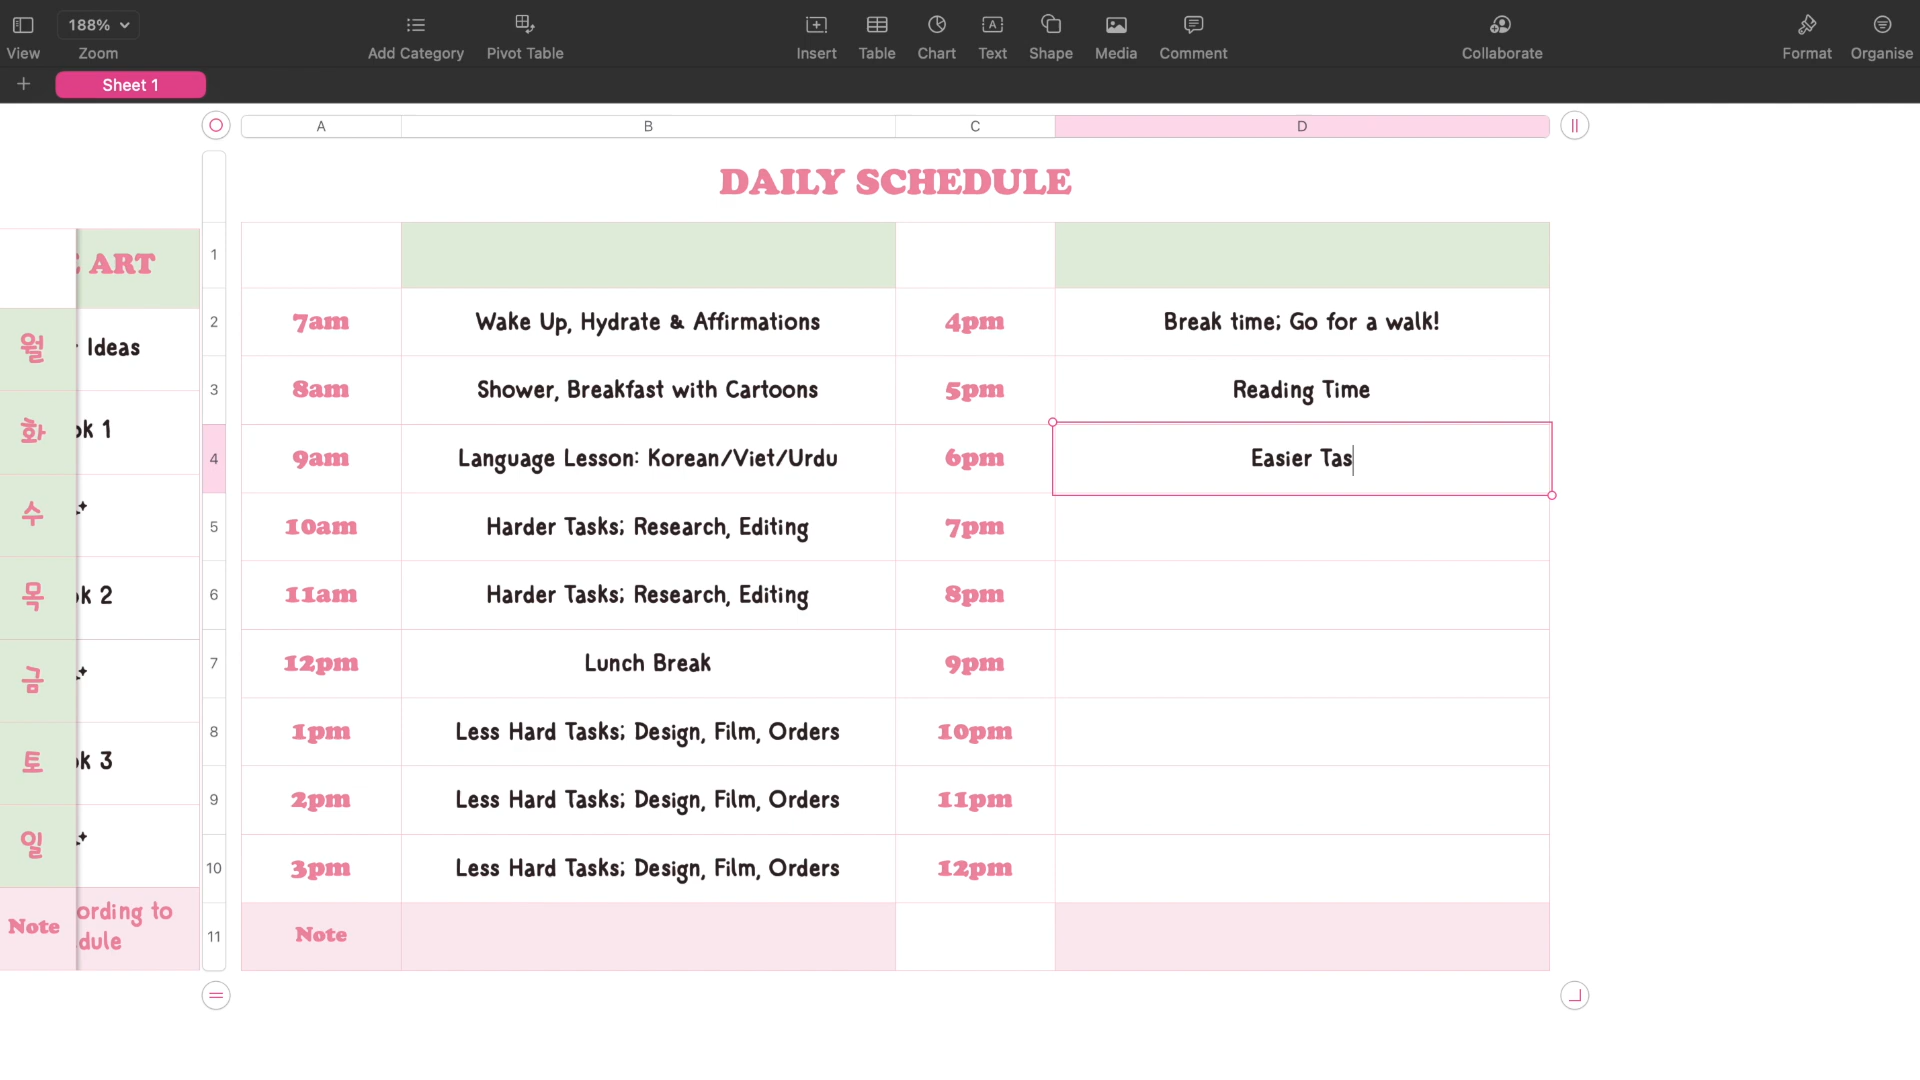 188%
View
Zoom
Add Category
Pivot Table
Insert
Table
Chart
Text
Shape
Media
Comment
Collaborate
Format
Organise
Sheet 1
A
B
C
D
DAILY SCHEDULE
ART
월
Ideas
화
ok 1
수
목
ok 2
금
토
ok 3
일
Note
ording to
dule
1
2 7am Wake Up, Hydrate & Affirmations 4pm Break time; Go for a walk!
3 8am Shower, Breakfast with Cartoons 5pm Reading Time
4 9am Language Lesson: Korean/Viet/Urdu 6pm Easier Tas
5 10am Harder Tasks; Research, Editing 7pm
6 11am Harder Tasks; Research, Editing 8pm
7 12pm Lunch Break 9pm
8 1pm Less Hard Tasks; Design, Film, Orders 10pm
9 2pm Less Hard Tasks; Design, Film, Orders 11pm
10 3pm Less Hard Tasks; Design, Film, Orders 12pm
11 Note